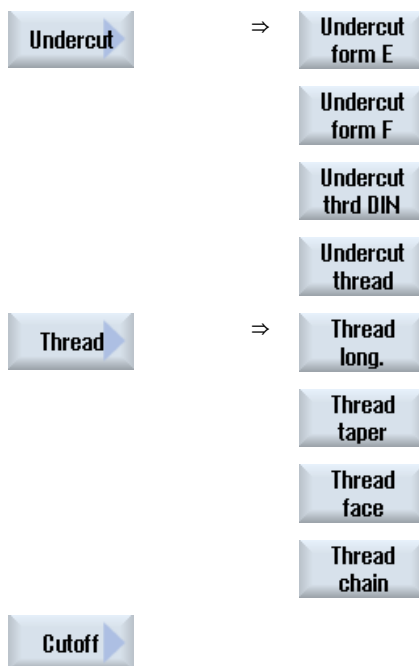 Undercut
⇒
Undercut
form E
Undercut
form F
Undercut
thrd DIN
Undercut
thread
Thread
⇒
Thread
long.
Thread
taper
Thread
face
Thread
chain
Cutoff